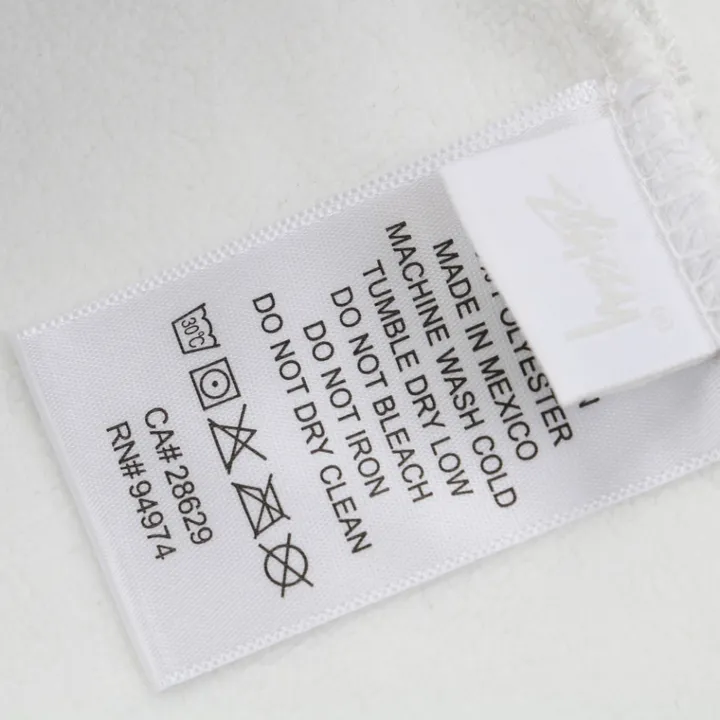 Stüssy
POLYESTER
MADE IN MEXICO
MACHINE WASH COLD
TUMBLE DRY LOW
DO NOT BLEACH
DO NOT IRON
DO NOT DRY CLEAN
30°C
CA# 28629
RN# 94974